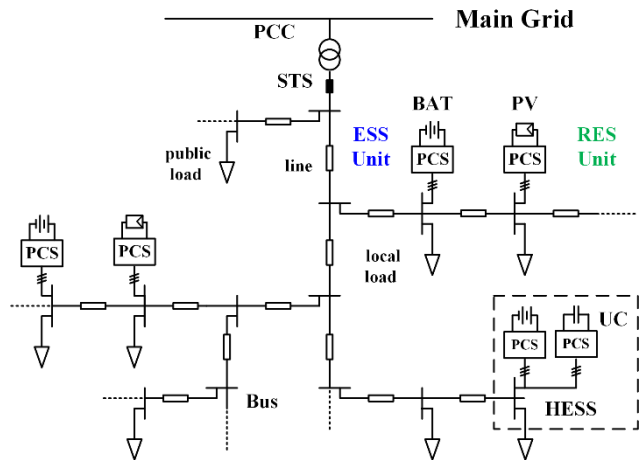 PCC
Main Grid
STS
BAT
PV
ESS
Unit
RES
Unit
public
load
line
PCS
PCS
local
load
PCS
PCS
UC
PCS
PCS
Bus
HESS